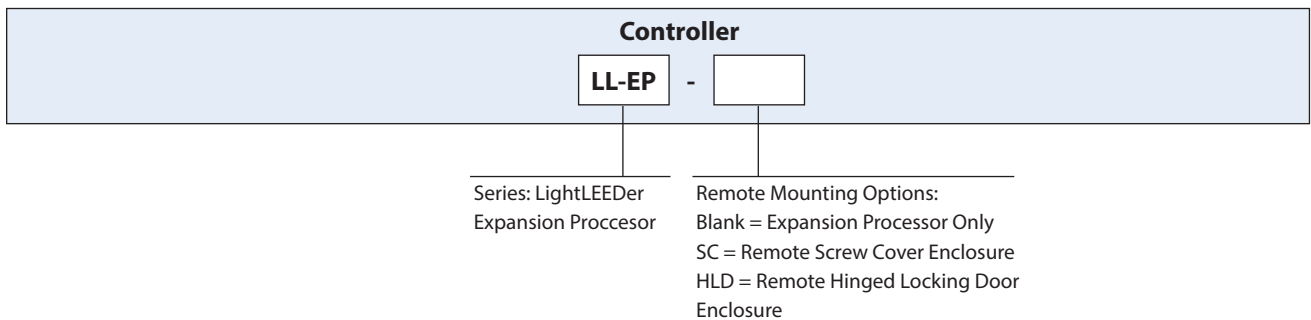 Controller
LL-EP -
Series: LightLEEDer
Expansion Proccesor
Remote Mounting Options:
Blank = Expansion Processor Only
SC = Remote Screw Cover Enclosure
HLD = Remote Hinged Locking Door
Enclosure